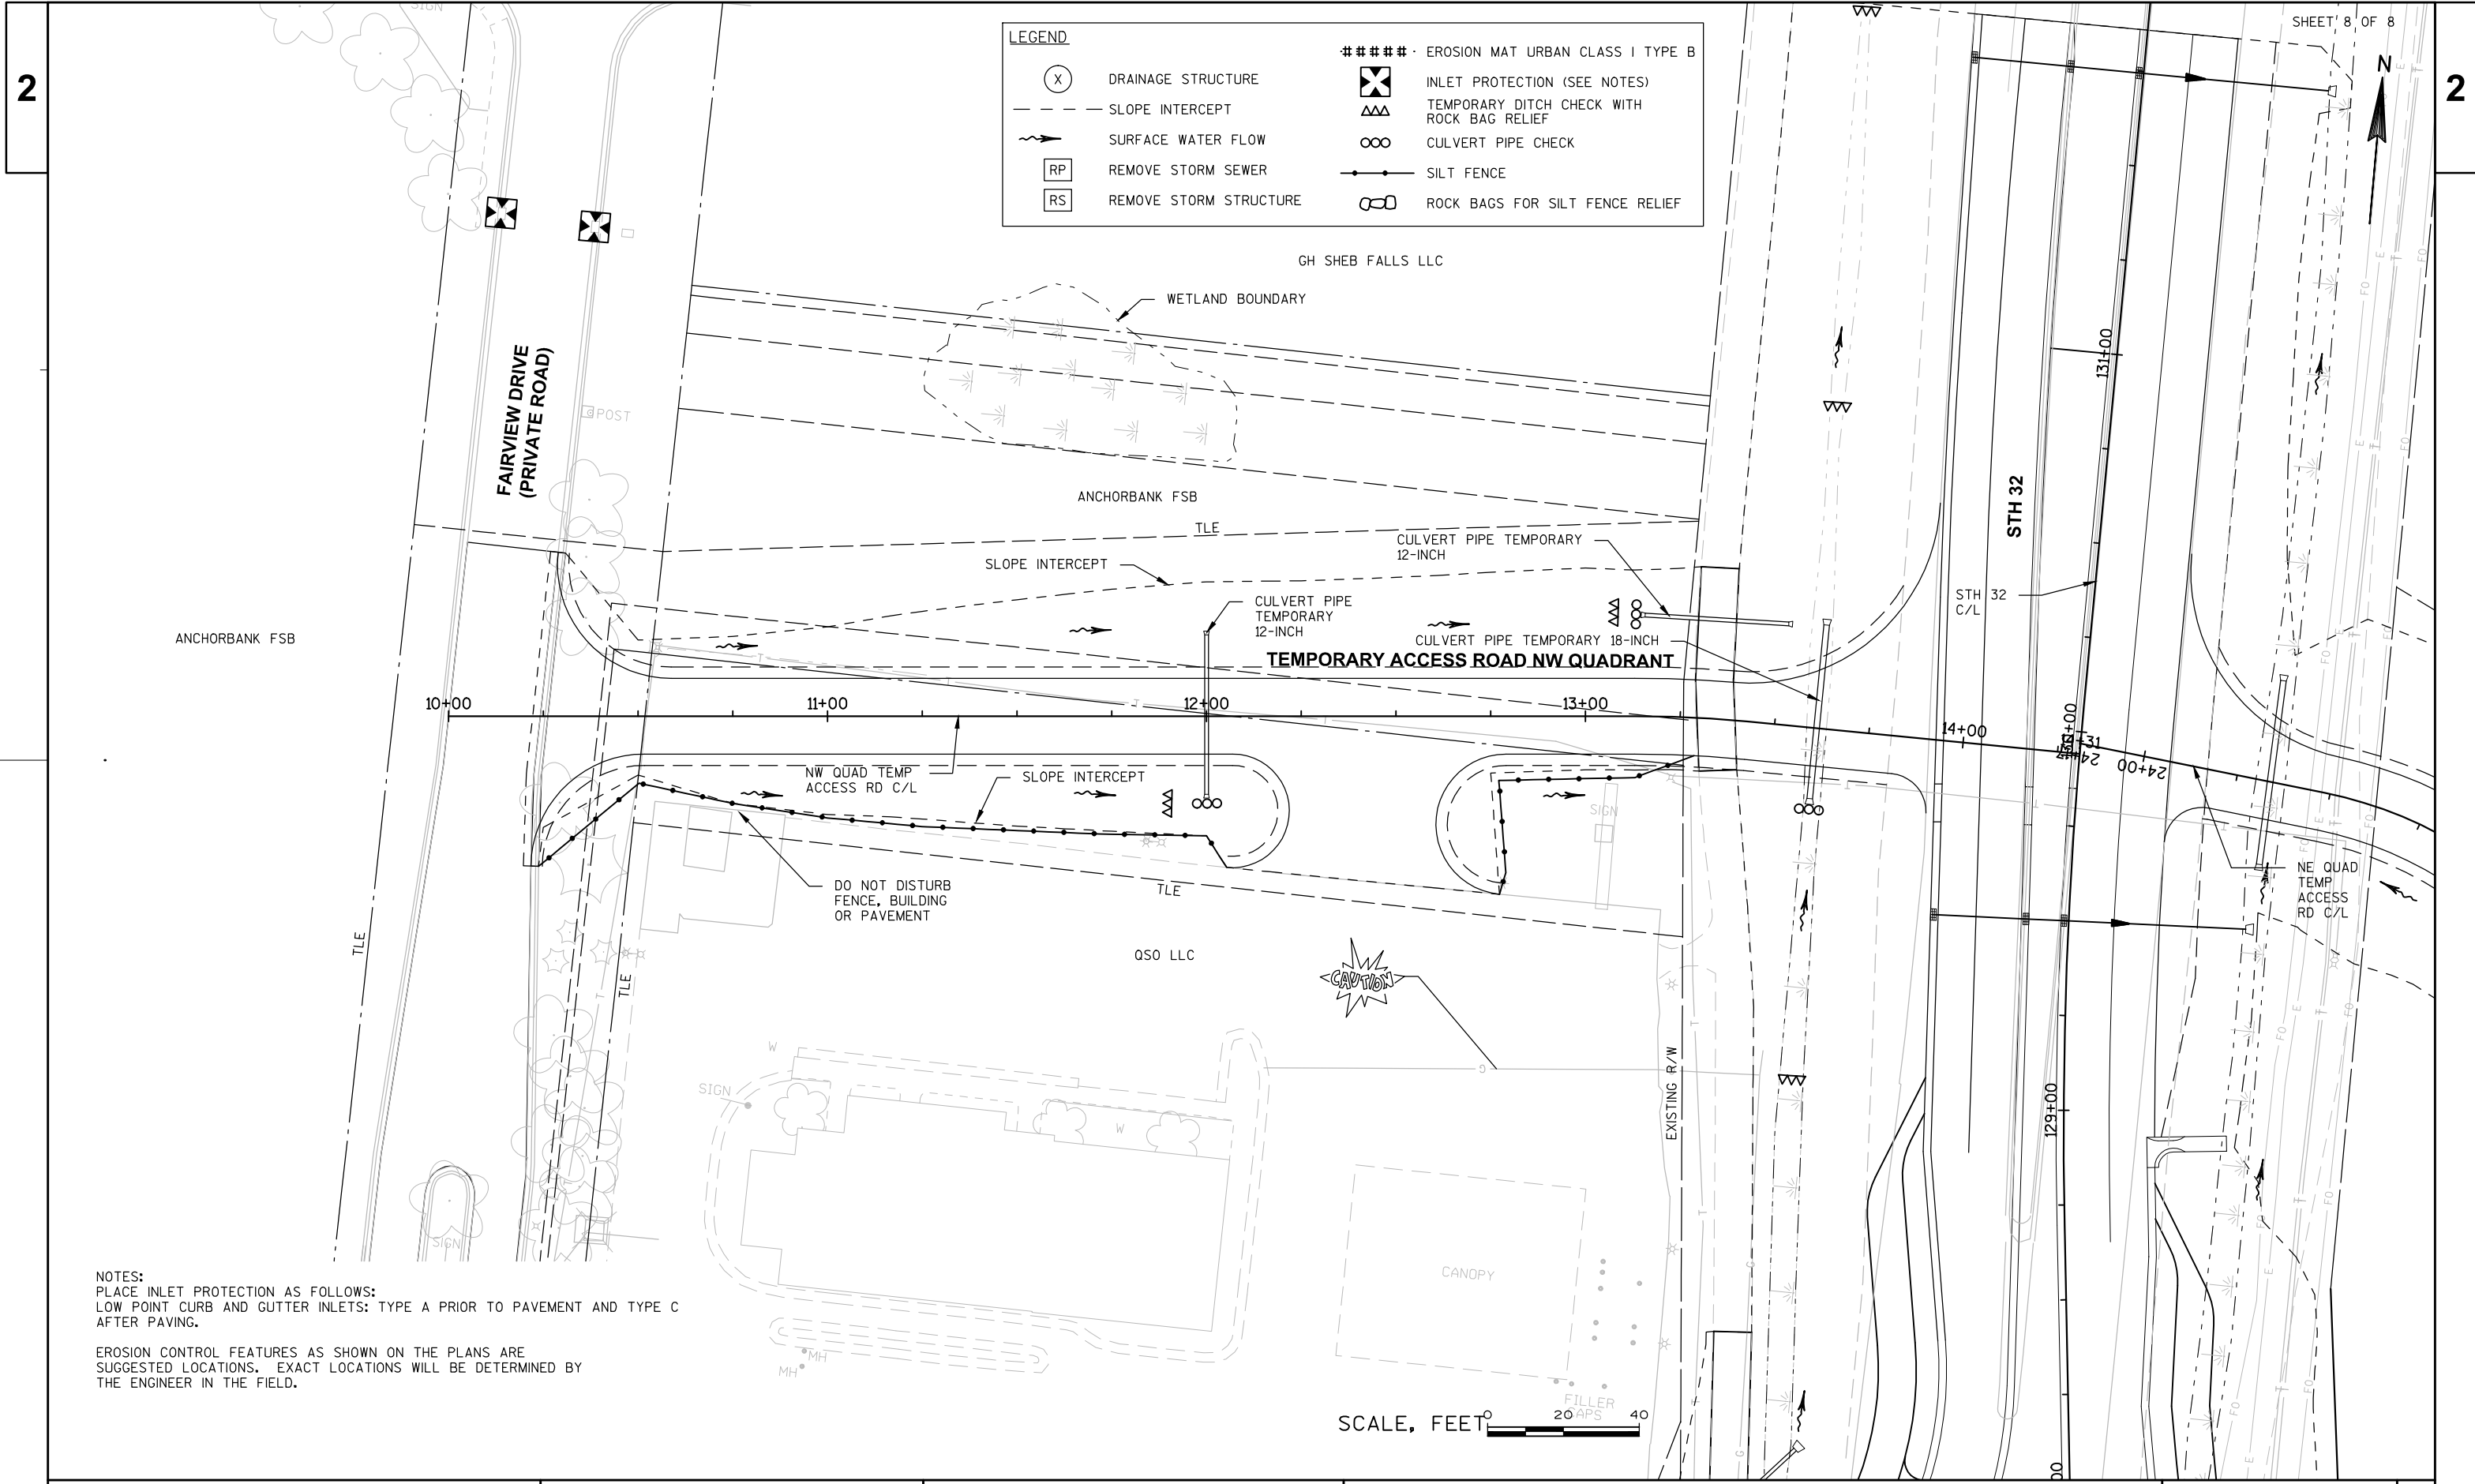 SHEET 8 OF 8
2
2
N
LEGEND
X DRAINAGE STRUCTURE
SLOPE INTERCEPT
SURFACE WATER FLOW
RP REMOVE STORM SEWER
RS REMOVE STORM STRUCTURE
EROSION MAT URBAN CLASS I TYPE B
INLET PROTECTION (SEE NOTES)
TEMPORARY DITCH CHECK WITH
ROCK BAG RELIEF
CULVERT PIPE CHECK
SILT FENCE
ROCK BAGS FOR SILT FENCE RELIEF
SIGN
GH SHEB FALLS LLC
WETLAND BOUNDARY
FAIRVIEW DRIVE
(PRIVATE ROAD)
POST
ANCHORBANK FSB
TLE
SLOPE INTERCEPT
CULVERT PIPE TEMPORARY
12-INCH
CULVERT PIPE
TEMPORARY
12-INCH
CULVERT PIPE TEMPORARY 18-INCH
TEMPORARY ACCESS ROAD NW QUADRANT
ANCHORBANK FSB
STH 32
STH 32
C/L
131+00
10+00
11+00
12+00
13+00
14+00
24+00
NW QUAD TEMP
ACCESS RD C/L
SLOPE INTERCEPT
SIGN
DO NOT DISTURB
FENCE, BUILDING
OR PAVEMENT
TLE
NE QUAD
TEMP
ACCESS
RD C/L
TLE
TLE
QSO LLC
CAUTION
EXISTING R/W
129+00
W
SIGN
W
G
SIGN
CANOPY
MH
MH
FILLER
CAPS
NOTES:
PLACE INLET PROTECTION AS FOLLOWS:
LOW POINT CURB AND GUTTER INLETS: TYPE A PRIOR TO PAVEMENT AND TYPE C
AFTER PAVING.
EROSION CONTROL FEATURES AS SHOWN ON THE PLANS ARE
SUGGESTED LOCATIONS. EXACT LOCATIONS WILL BE DETERMINED BY
THE ENGINEER IN THE FIELD.
SCALE, FEET 0 20 40